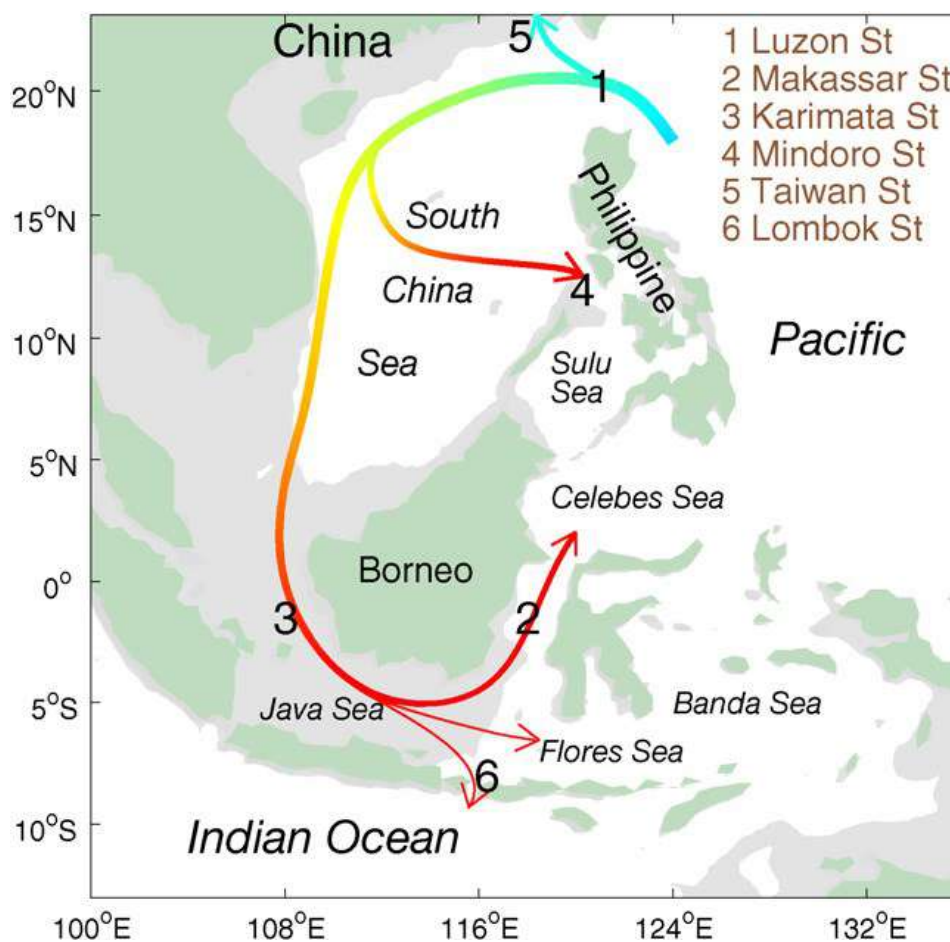 China
5
1
1 Luzon St
2 Makassar St
3 Karimata St
4 Mindoro St
5 Taiwan St
6 Lombok St
20°N
15°N
10°N
5°N
0°
5°S
10°S
South
China
Sea
Philippine
4
Pacific
Sulu
Sea
Celebes Sea
Borneo
3
2
Java Sea
Banda Sea
Flores Sea
6
Indian Ocean
100°E
108°E
116°E
124°E
132°E